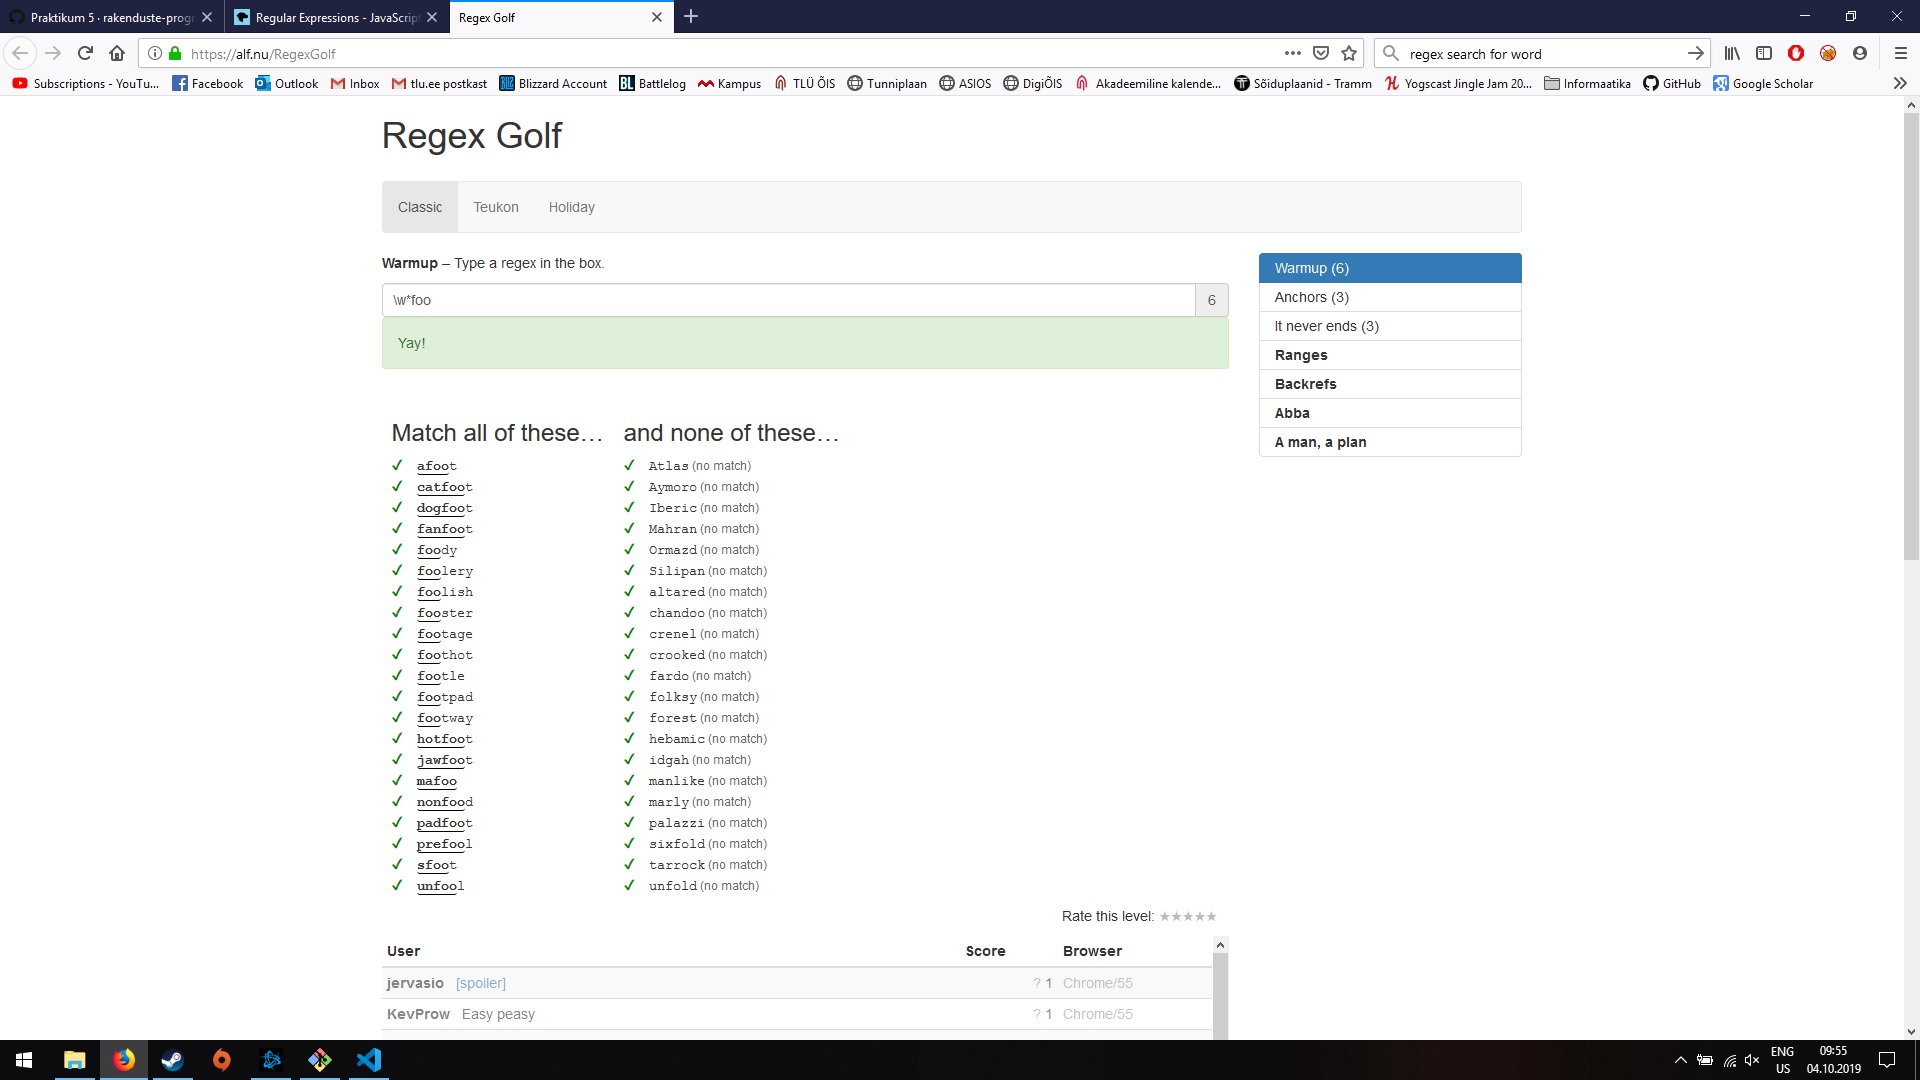 Praktikum 5 · rakenduste-progr
Regular Expressions - JavaScript
Regex Golf
https://alf.nu/RegexGolf
regex search for word
Subscriptions - YouTu...
Facebook
Outlook
Inbox
tlu.ee postkast
Blizzard Account
BL Battlelog
Kampus
TLÜ ÕIS
Tunniplaan
ASIOS
DigiÕIS
Akadeemiline kalende...
Sõiduplaanid - Tramm
Yogscast Jingle Jam 20...
Informaatika
GitHub
Google Scholar
Regex Golf
Classic
Teukon
Holiday
Warmup – Type a regex in the box.
\w*foo
6
Yay!
Warmup (6)
Anchors (3)
It never ends (3)
Ranges
Backrefs
Abba
A man, a plan
Match all of these…
and none of these…
✓ afoot
✓ Atlas (no match)
✓ catfoot
✓ Aymoro (no match)
✓ dogfoot
✓ Iberic (no match)
✓ fanfoot
✓ Mahran (no match)
✓ foody
✓ Ormazd (no match)
✓ foolery
✓ Silipan (no match)
✓ foolish
✓ altared (no match)
✓ fooster
✓ chandoo (no match)
✓ footage
✓ crenel (no match)
✓ foothot
✓ crooked (no match)
✓ footle
✓ fardo (no match)
✓ footpad
✓ folksy (no match)
✓ footway
✓ forest (no match)
✓ hotfoot
✓ hebamic (no match)
✓ jawfoot
✓ idgah (no match)
✓ mafoo
✓ manlike (no match)
✓ nonfood
✓ marly (no match)
✓ padfoot
✓ palazzi (no match)
✓ prefool
✓ sixfold (no match)
✓ sfoot
✓ tarrock (no match)
✓ unfool
✓ unfold (no match)
Rate this level: ★★★★★
User Score Browser
jervasio [spoiler] ? 1 Chrome/55
KevProw Easy peasy ? 1 Chrome/55
ENG
US
09:55
04.10.2019